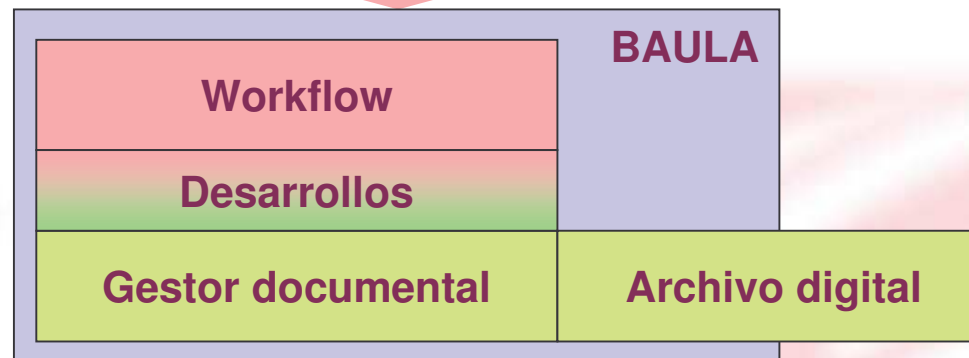 BAULA
Workflow
Desarrollos
Gestor documental
Archivo digital